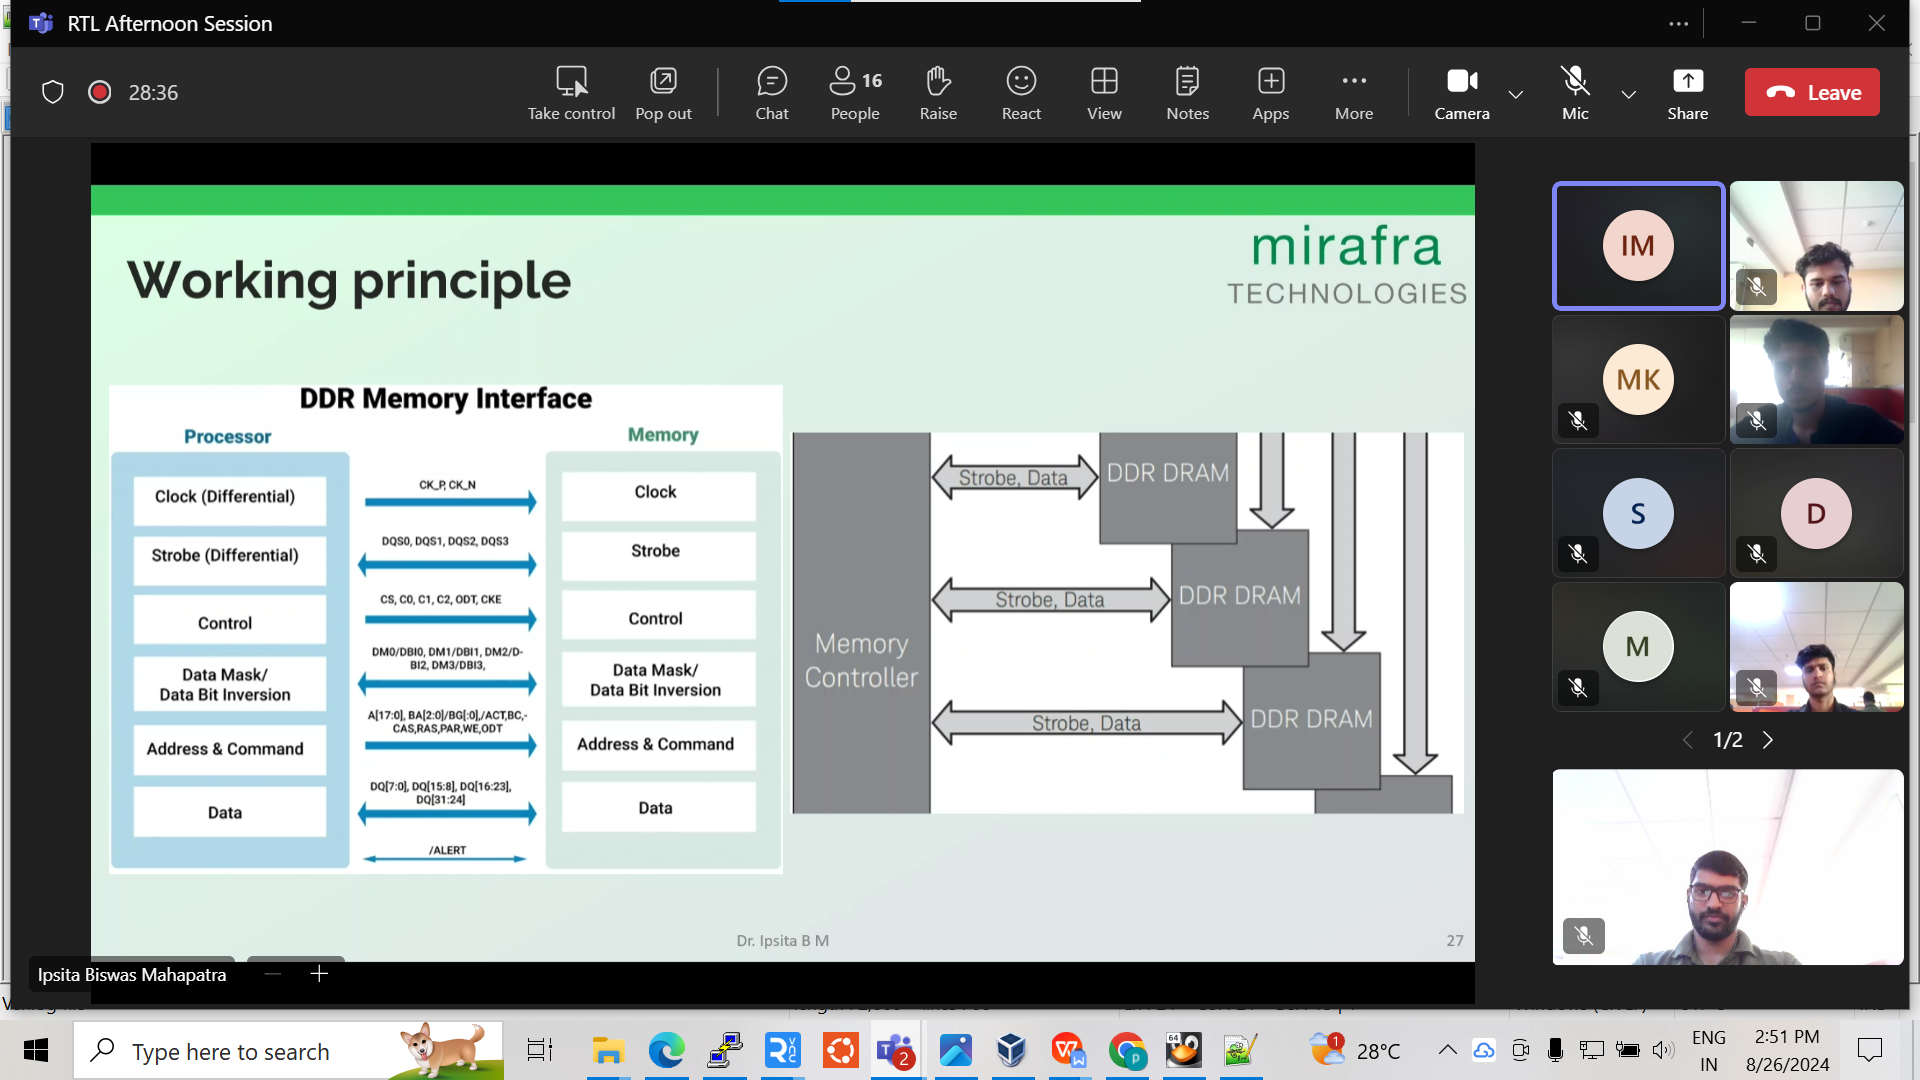 RTL Afternoon Session
28:36
Take control
Pop out
Chat
16
People
Raise
React
View
Notes
Apps
More
Camera
Mic
Share
Leave
mirafra
TECHNOLOGIES
Working principle
DDR Memory Interface
Processor
Memory
Clock (Differential)
CK_P, CK_N
Clock
Strobe (Differential)
DQS0, DQS1, DQS2, DQS3
Strobe
Control
CS, C0, C1, C2, ODT, CKE
Control
Data Mask/
Data Bit Inversion
DM0/DBI0, DM1/DBI1, DM2/D-
BI2, DM3/DBI3,
Data Mask/
Data Bit Inversion
Address & Command
A[17:0], BA[2:0]/BG[:0],/ACT,BC,-
CAS,RAS,PAR,WE,ODT
Address & Command
Data
DQ[7:0], DQ[15:8], DQ[16:23],
DQ[31:24]
Data
/ALERT
Memory
Controller
Strobe, Data
DDR DRAM
Strobe, Data
DDR DRAM
Strobe, Data
DDR DRAM
Dr. Ipsita B M
27
Ipsita Biswas Mahapatra
IM
MK
S
D
M
1/2
Type here to search
2
64
1
28°C
ENG
IN
2:51 PM
8/26/2024